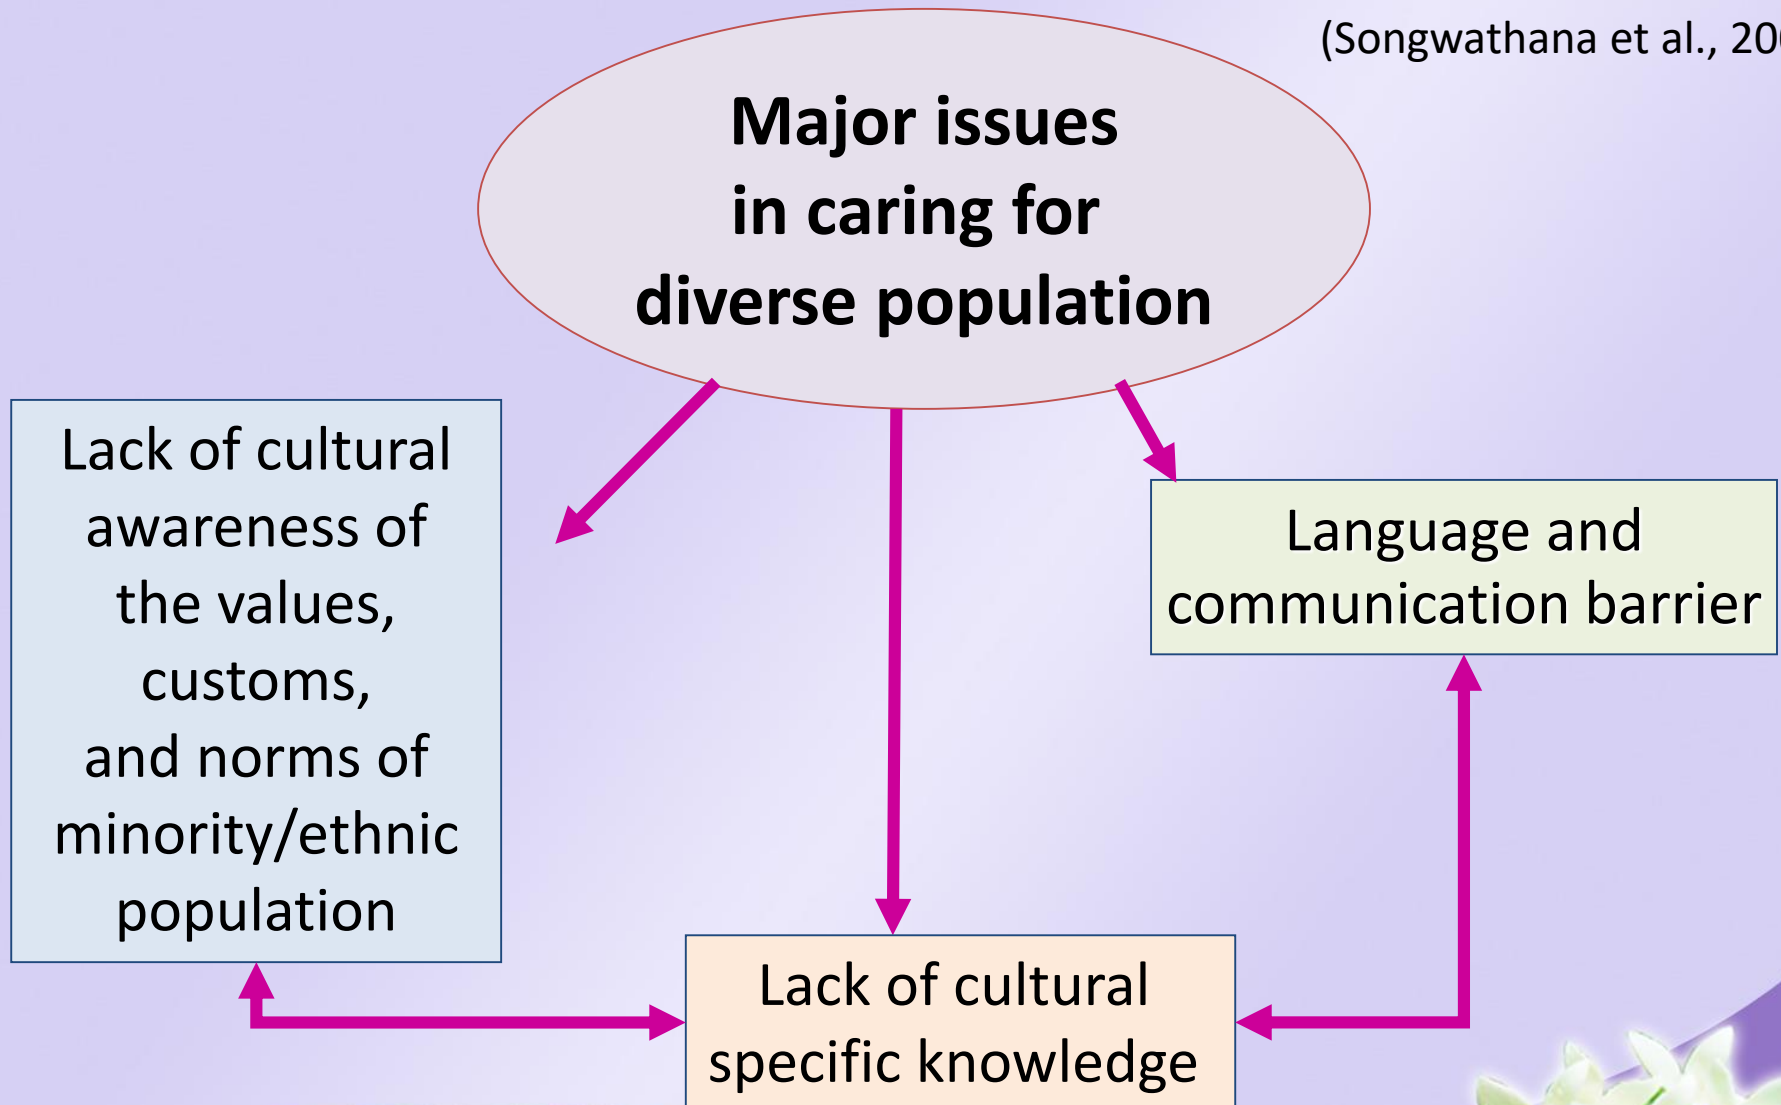 (Songwathana et al., 200
Major issues
in caring for
diverse population
Lack of cultural
awareness of
the values,
customs,
and norms of
minority/ethnic
population
Language and
communication barrier
Lack of cultural
specific knowledge